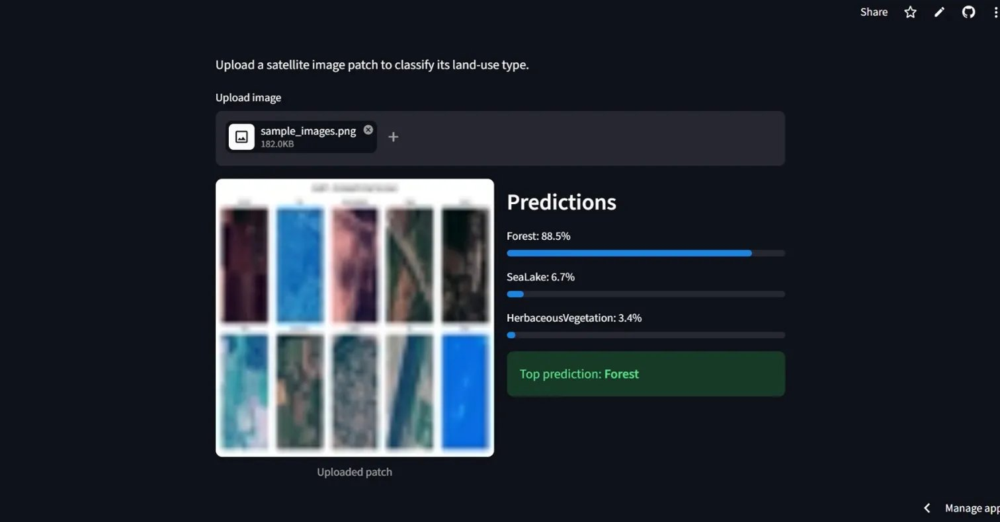 Share
Upload a satellite image patch to classify its land-use type.
Upload image
sample_images.png
182.0KB
Predictions
Forest: 88.5%
SeaLake: 6.7%
HerbaceousVegetation: 3.4%
Top prediction: Forest
Uploaded patch
Manage app